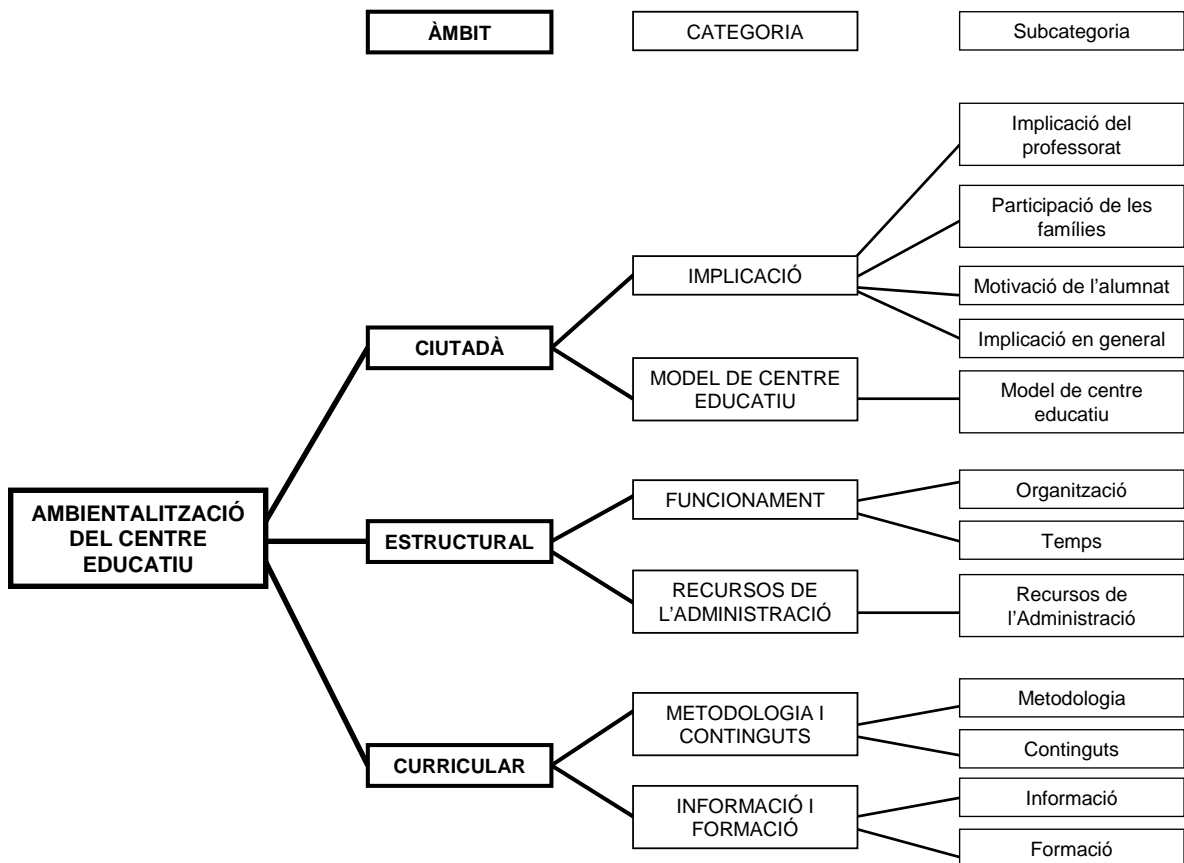 ÀMBIT
CATEGORIA
Subcategoria
Implicació del
professorat
Participació de les
famílies
IMPLICACIÓ
Motivació de l’alumnat
Implicació en general
CIUTADÀ
MODEL DE CENTRE
EDUCATIU
Model de centre
educatiu
AMBIENTALITZACIÓ
DEL CENTRE
EDUCATIU
FUNCIONAMENT
Organització
Temps
ESTRUCTURAL
RECURSOS DE
L’ADMINISTRACIÓ
Recursos de
l’Administració
METODOLOGIA I
CONTINGUTS
Metodologia
Continguts
CURRICULAR
INFORMACIÓ I
FORMACIÓ
Informació
Formació